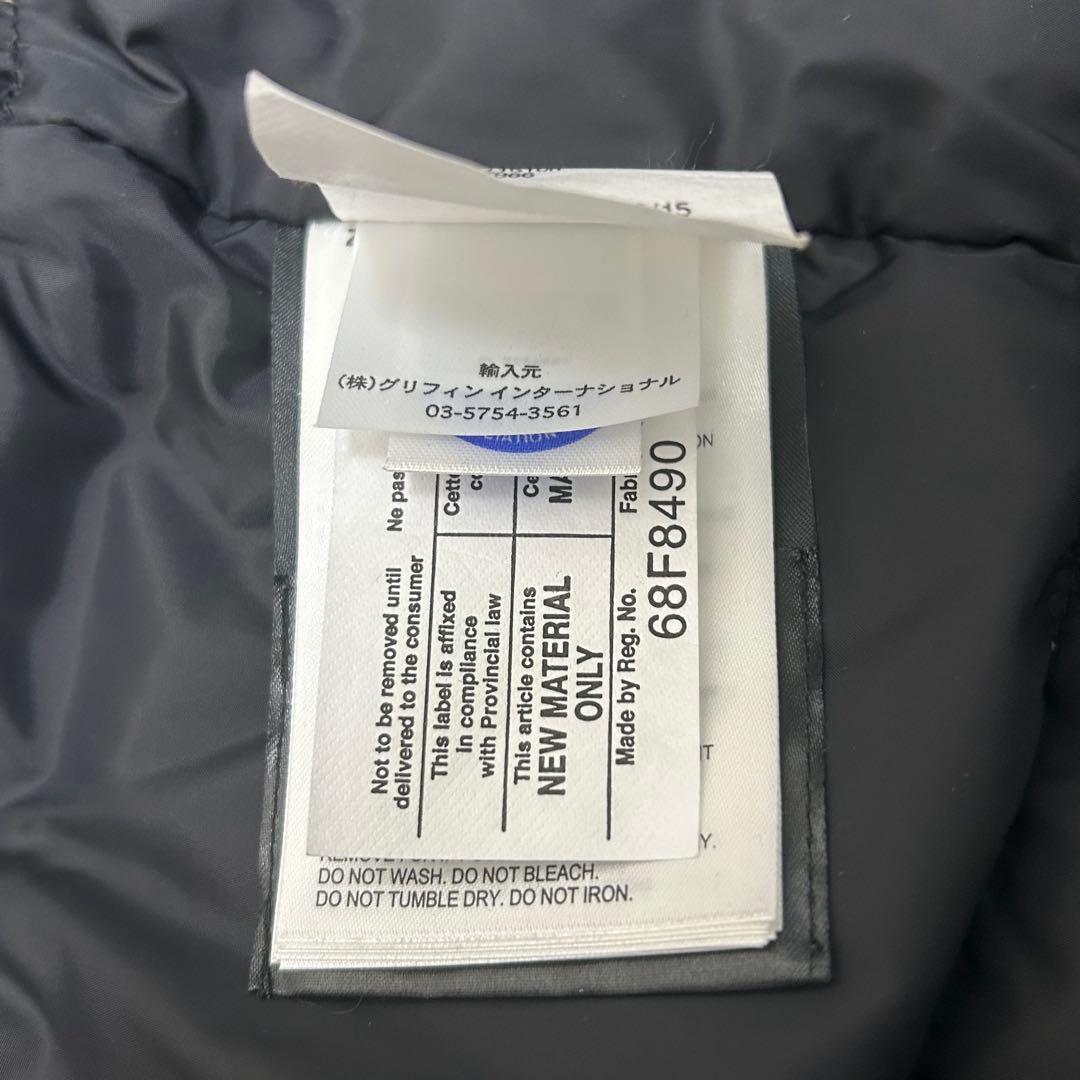 輸入元
(株)グリフィン インターナショナル
03-5754-3561
Not to be removed until
delivered to the consumer
Ne pas
This label is affixed
In compliance
with Provincial law
This article contains
NEW MATERIAL
ONLY
Made by Reg. No.
68F8490
DO NOT WASH. DO NOT BLEACH.
DO NOT TUMBLE DRY. DO NOT IRON.